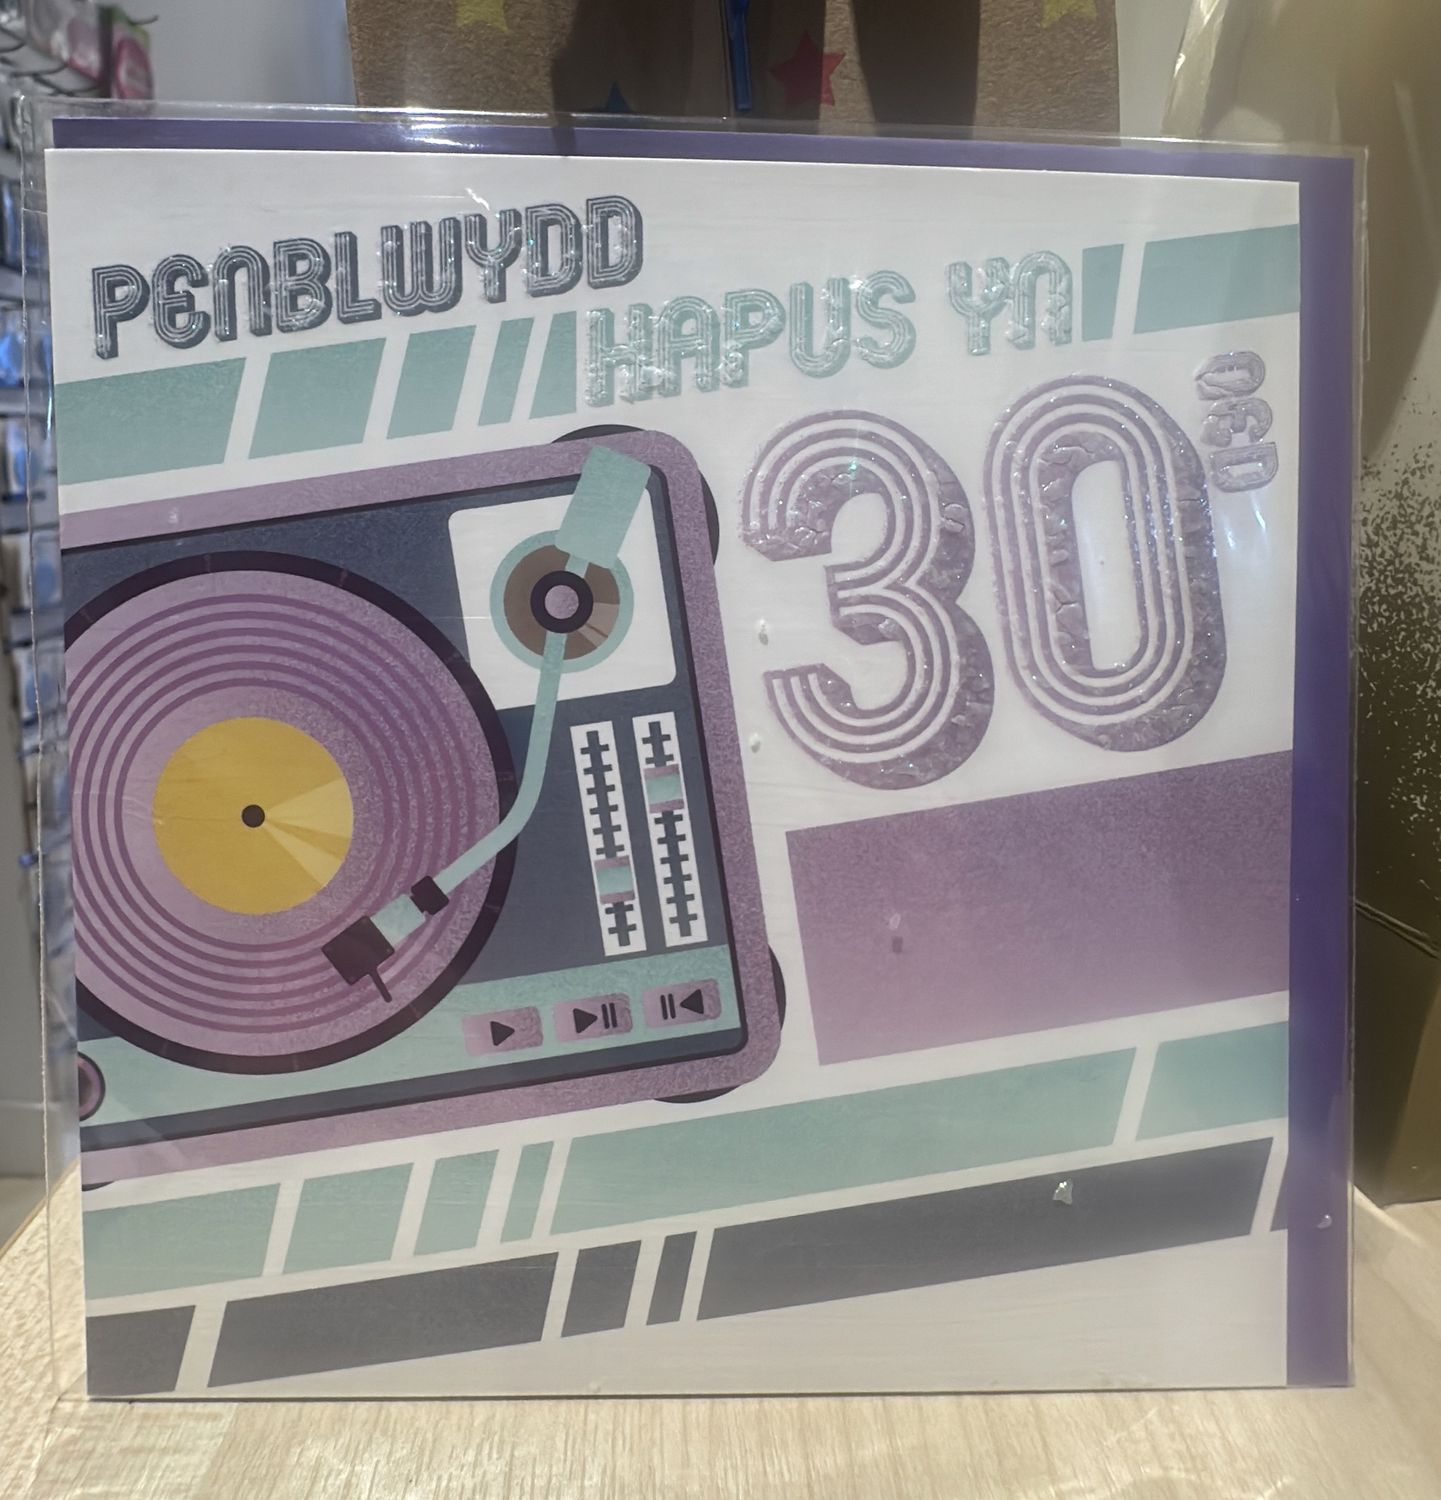 PENBLWYDD
HAPUS YN
30 OED